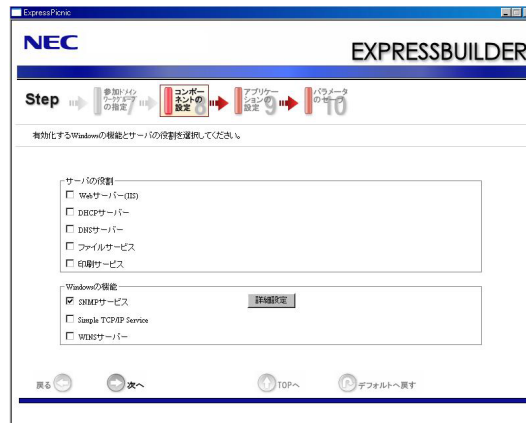 ExpressPicnic
NEC
EXPRESSBUILDER
Step
参加ドメイン
ワークグループ
の指定 7
コンポー
ネントの
設定 8
アプリケー
ションの
設定 9
パラメータ
のセーブ 10
有効化するWindowsの機能とサーバの役割を選択してください。
サーバの役割
Webサーバー(IIS)
DHCPサーバー
DNSサーバー
ファイルサービス
印刷サービス
Windowsの機能
SNMPサービス 詳細設定
Simple TCP/IP Service
WINSサーバー
戻る 次へ TOPへ デフォルトへ戻す